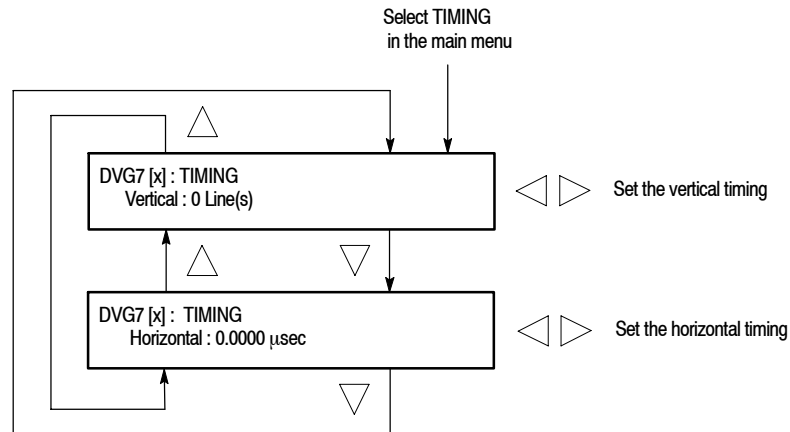 Select TIMING
in the main menu
DVG7 [x] : TIMING
Vertical : 0 Line(s)
Set the vertical timing
DVG7 [x] : TIMING
Horizontal : 0.0000 μsec
Set the horizontal timing